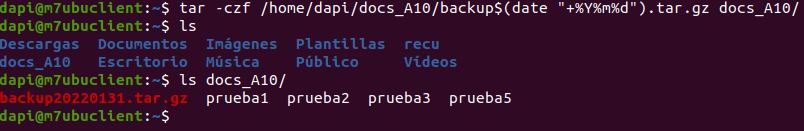 dapi@m7ubuclient:~$ tar -czf /home/dapi/docs_A10/backup$(date "+%Y%m%d").tar.gz docs_A10/
dapi@m7ubuclient:~$ ls
Descargas Documentos Imágenes Plantillas recu
docs_A10 Escritorio Música Público Vídeos
dapi@m7ubuclient:~$ ls docs_A10/
backup20220131.tar.gz prueba1 prueba2 prueba3 prueba5
dapi@m7ubuclient:~$